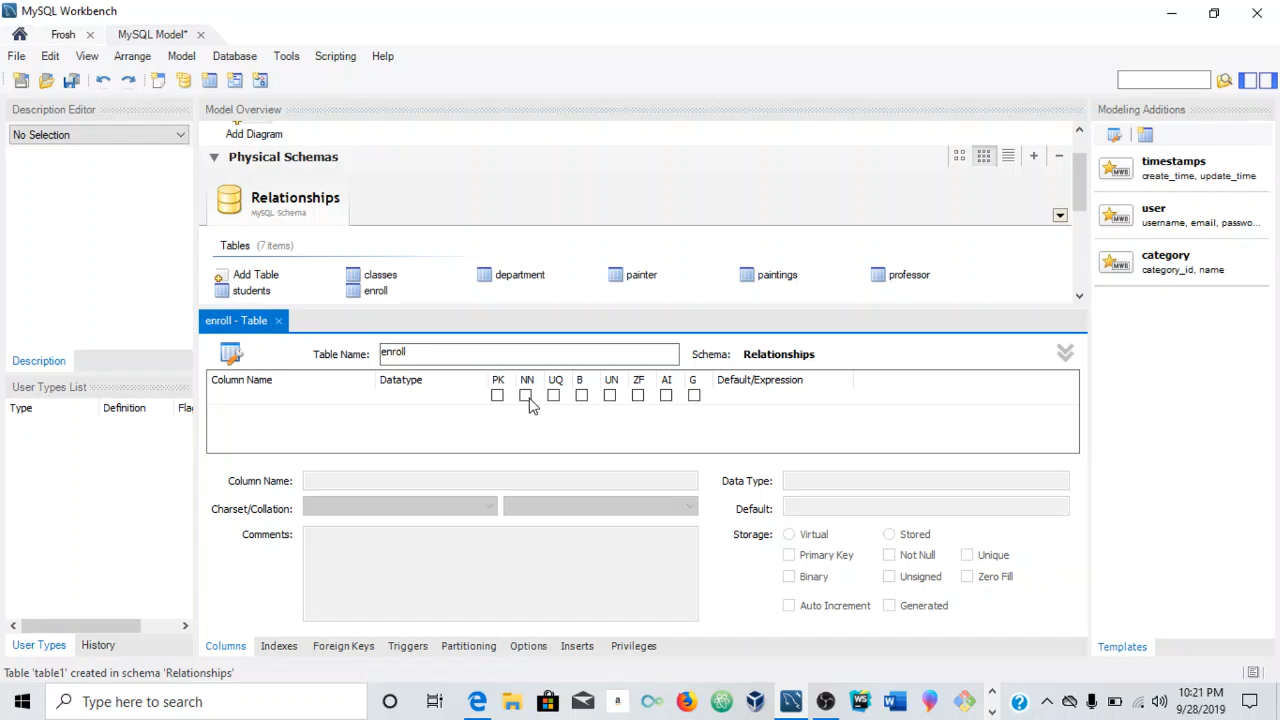 MySQL Workbench
Frosh
MySQL Model*
File Edit View Arrange Model Database Tools Scripting Help
Description Editor
No Selection
Description
User Types List
Type Definition Flag
User Types History
Model Overview
Add Diagram
Physical Schemas
Relationships
MySQL Schema
Tables (7 items)
Add Table classes department painter paintings professor
students enroll
enroll - Table
Table Name: enroll Schema: Relationships
Column Name Datatype PK NN UQ B UN ZF AI G Default/Expression
Column Name: Data Type:
Charset/Collation: Default:
Comments: Storage: Virtual Stored
Primary Key Not Null Unique
Binary Unsigned Zero Fill
Auto Increment Generated
Columns Indexes Foreign Keys Triggers Partitioning Options Inserts Privileges
Modeling Additions
MWB
timestamps
create_time, update_time
MWB
user
username, email, passwo...
MWB
category
category_id, name
Templates
Table 'table1' created in schema 'Relationships'
Type here to search
a
WS
W
10:21 PM
9/28/2019